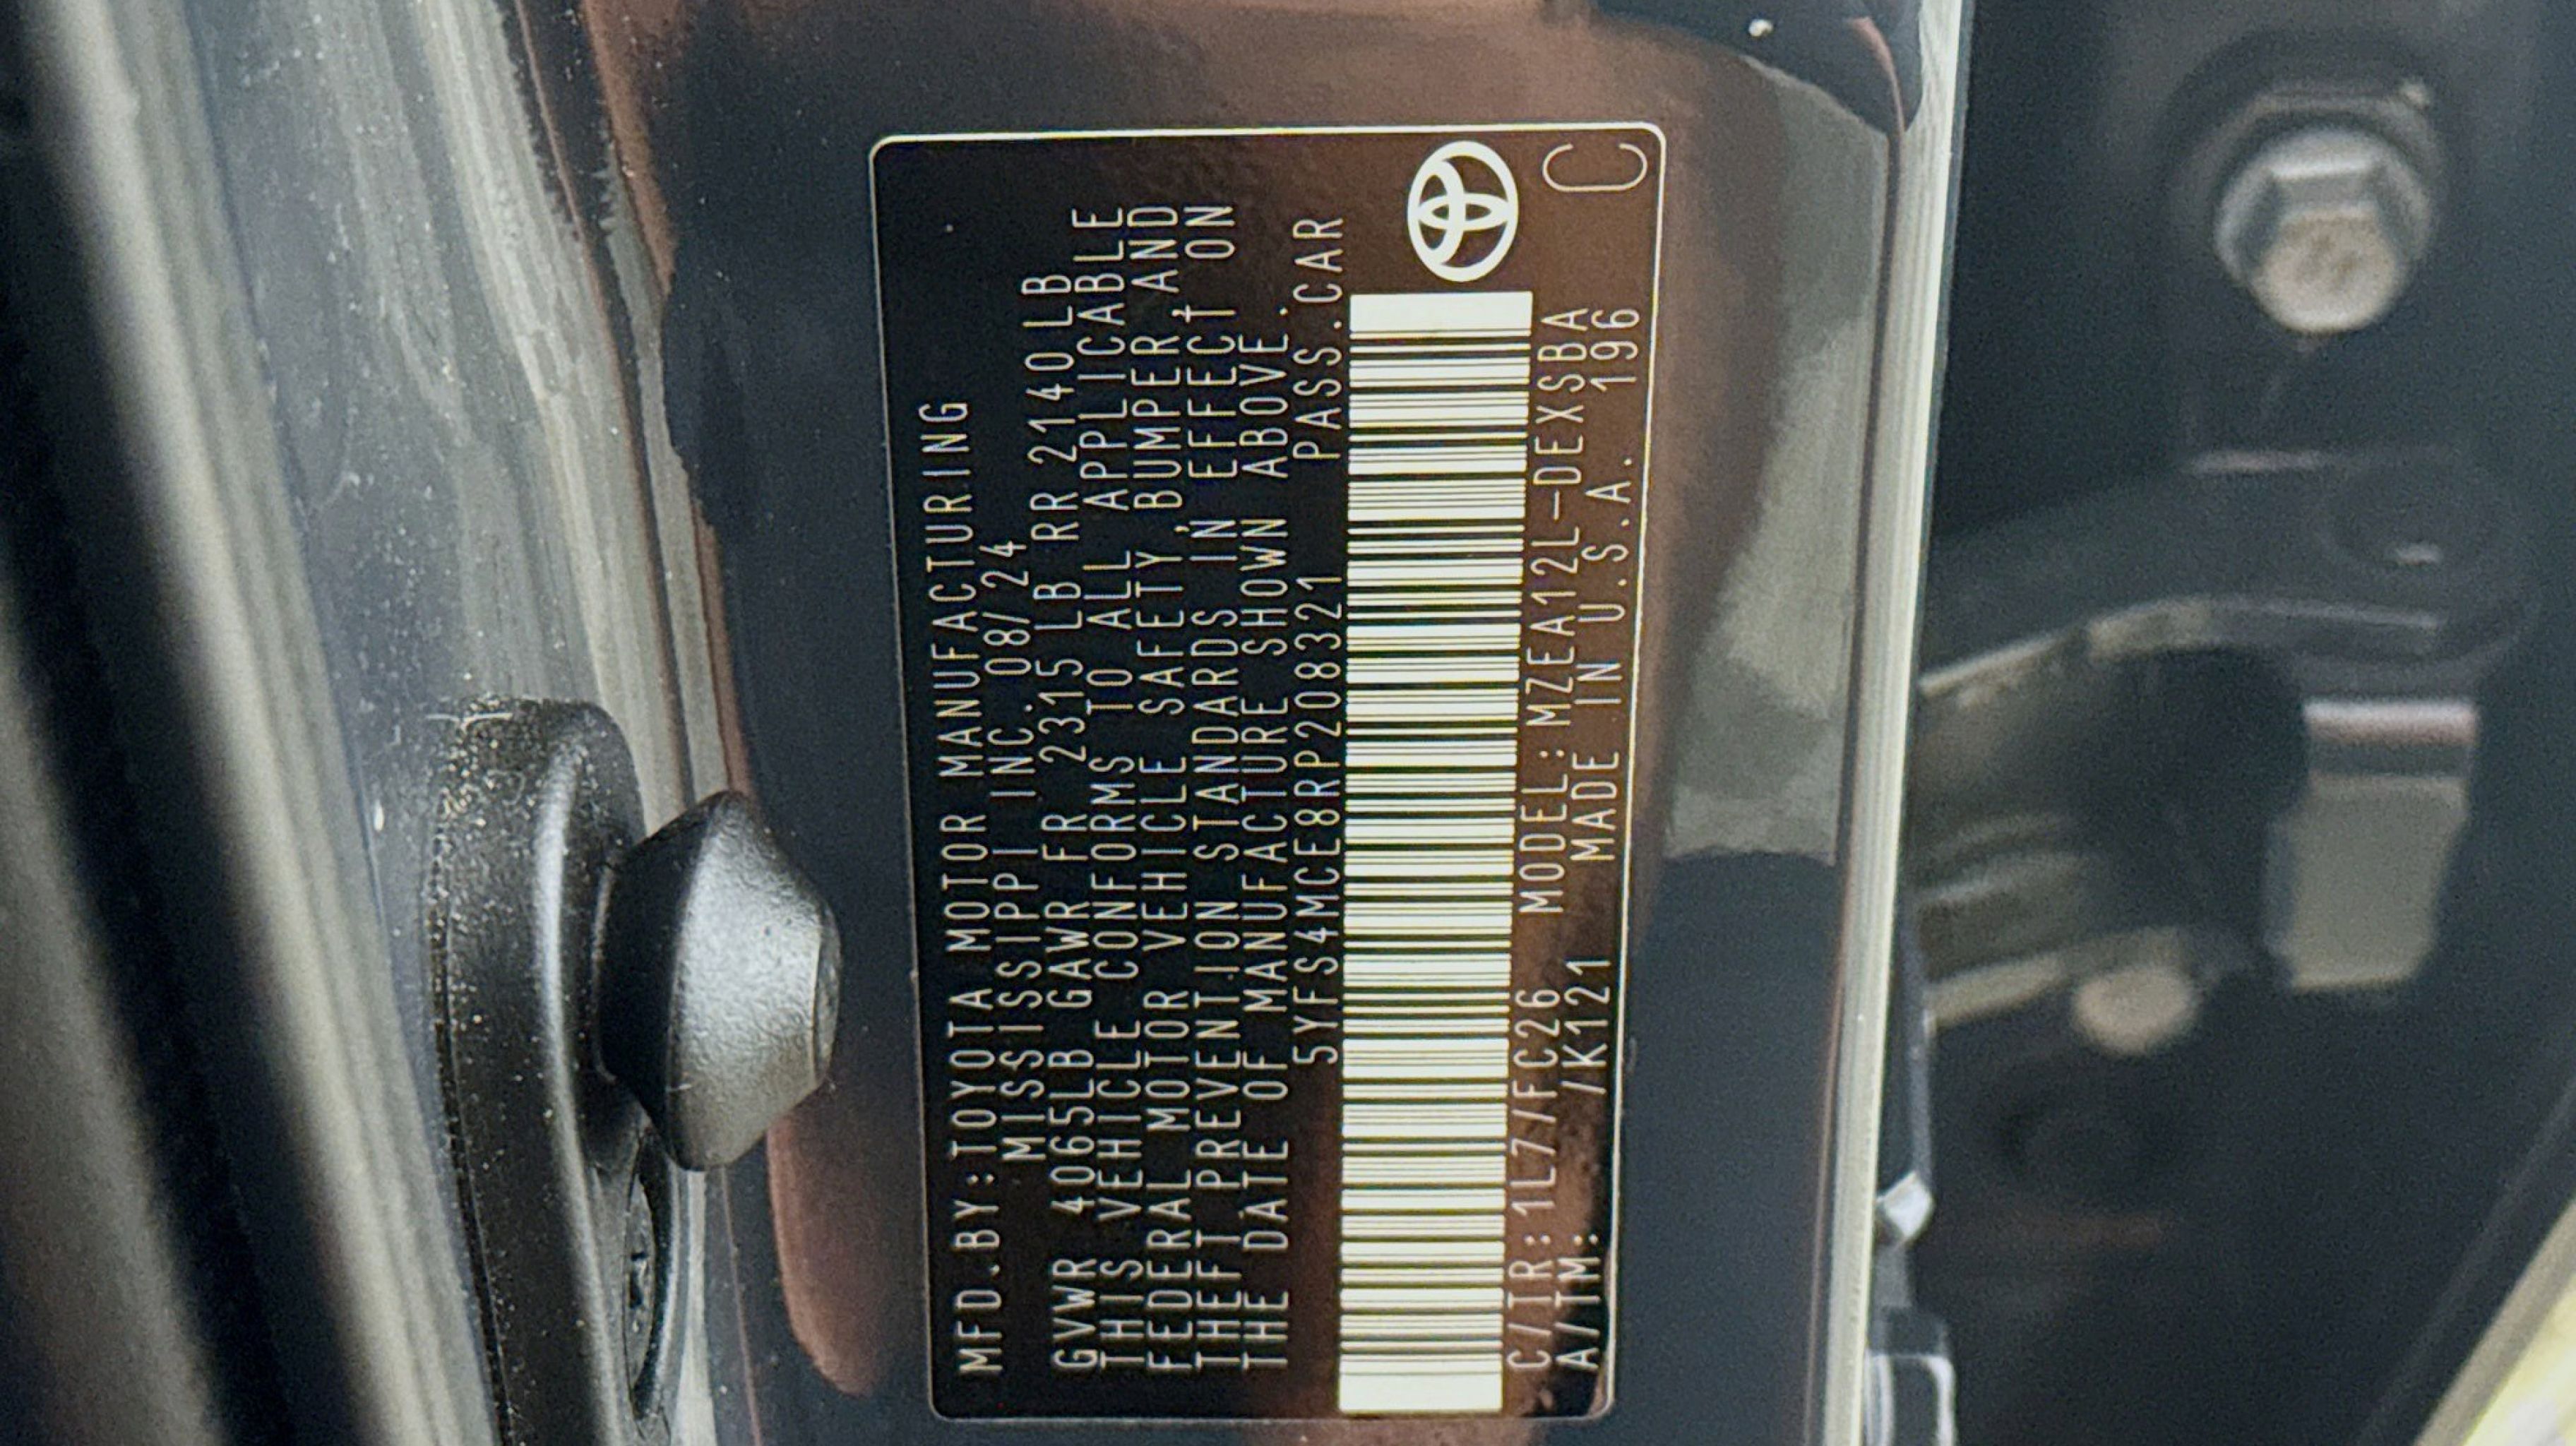 MFD.BY:TOYOTA MOTOR MANUFACTURING
MISSISSIPPI INC. 08/24
GVWR 4065LB GAWR FR 2315 LB RR 2140LB
THIS VEHICLE CONFORMS TO ALL APPLICABLE
FEDERAL MOTOR VEHICLE SAFETY,BUMPER,AND
THEFT PREVENTION STANDARDS IN EFFECT ON
THE DATE OF MANUFACTURE SHOWN ABOVE.
5YFS4MCE8RP208321 PASS.CAR
C/TR:1L7/FC26 MODEL:MZEA12L-DEXSBA
A/TM: /K121 MADE IN U.S.A. 196
C